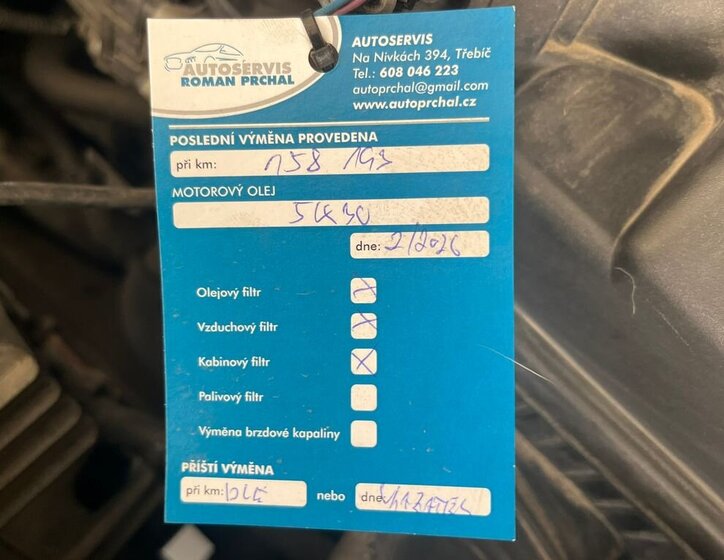 AUTOSERVIS
ROMAN PRCHAL
AUTOSERVIS
Na Nivkách 394, Třebíč
Tel.: 608 046 223
autoprchal@gmail.com
www.autoprchal.cz
POSLEDNÍ VÝMĚNA PROVEDENA
při km: 158 193
MOTOROVÝ OLEJ
5W30
dne: 2/2026
Olejový filtr
Vzduchový filtr
Kabinový filtr
Palivový filtr
Výměna brzdové kapaliny
PŘÍŠTÍ VÝMĚNA
při km: DLE nebo dne: